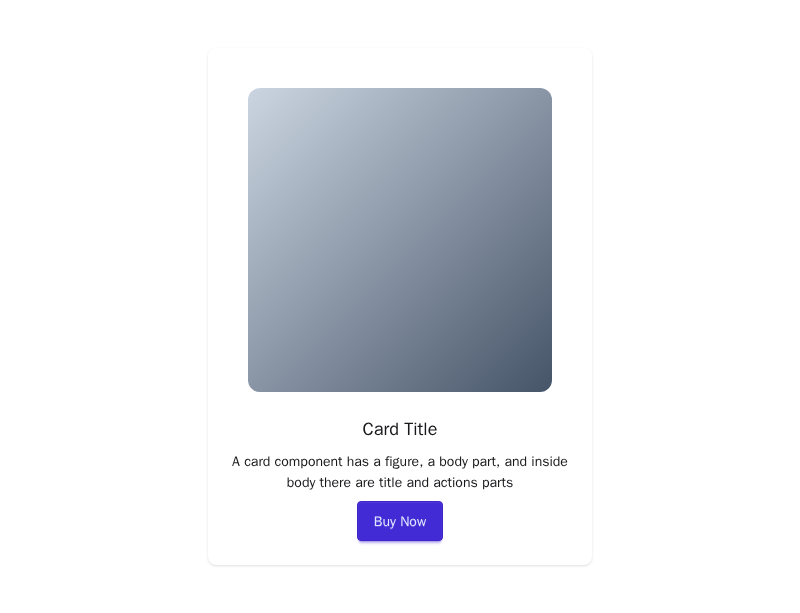 Card Title
A card component has a figure, a body part, and inside
body there are title and actions parts
Buy Now